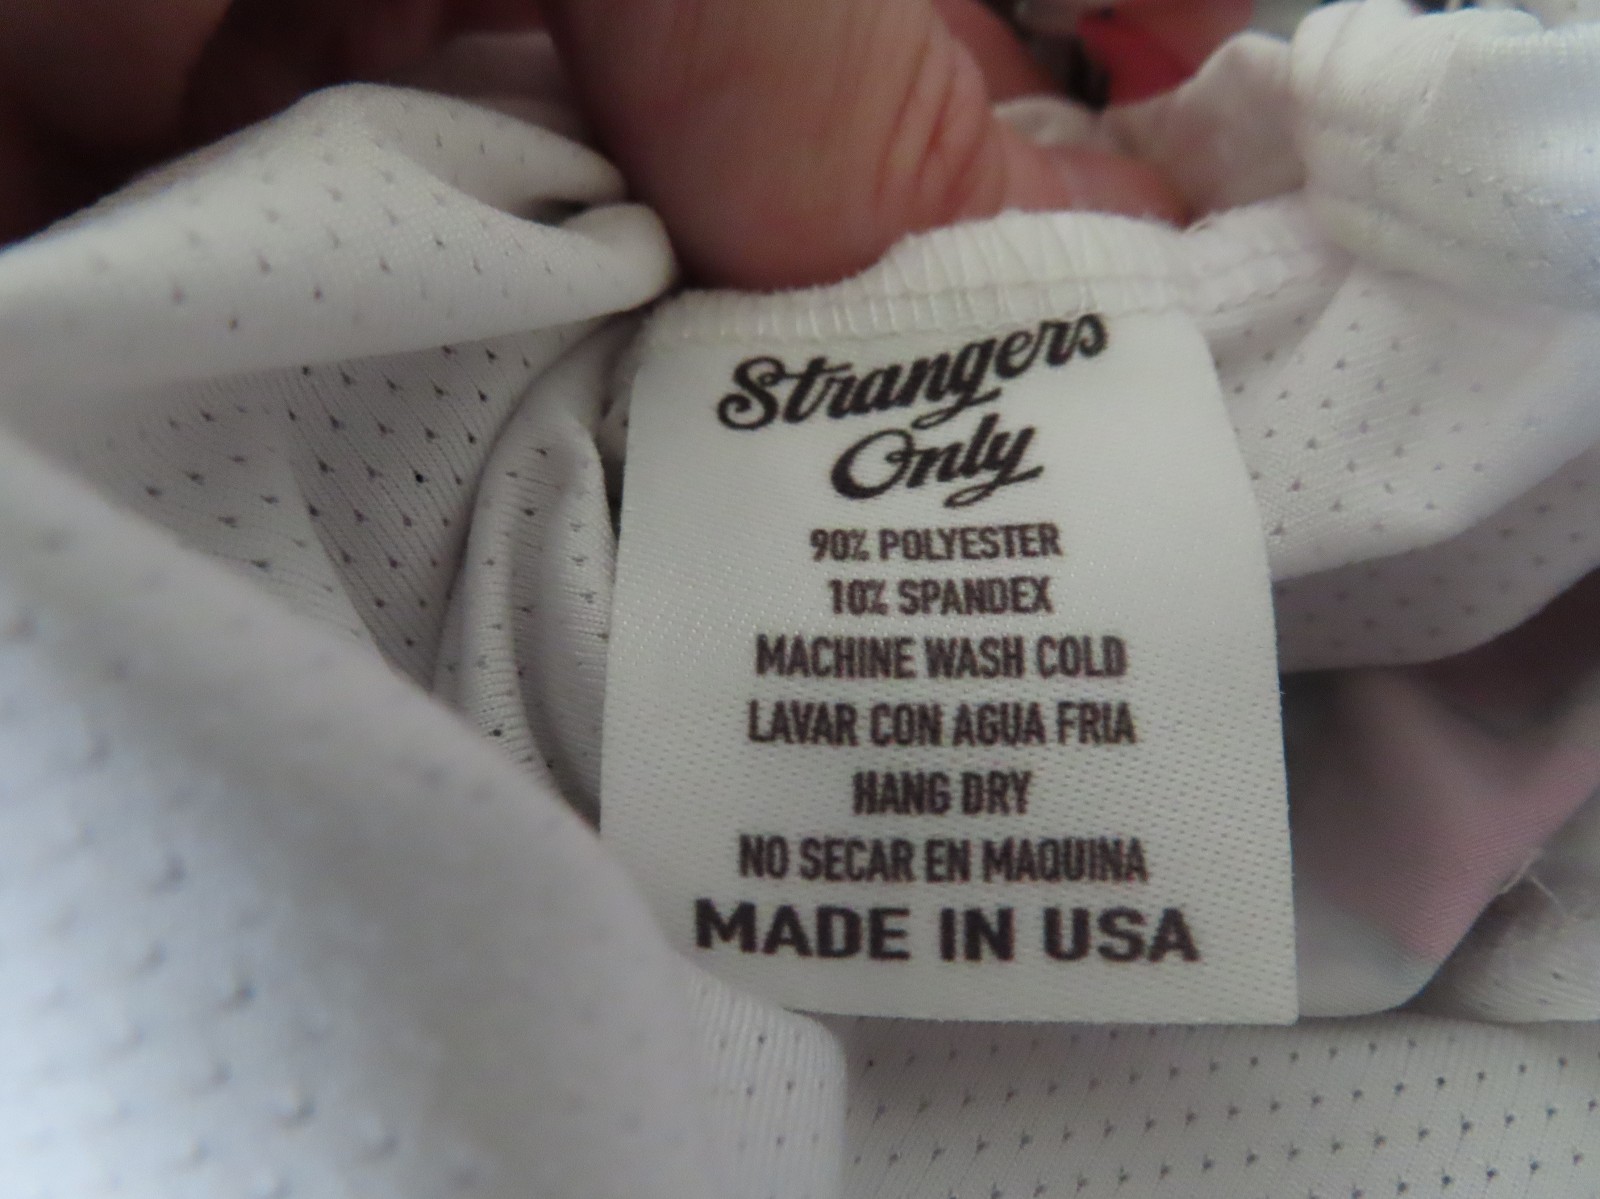 Strangers
Only
90% POLYESTER
10% SPANDEX
MACHINE WASH COLD
LAVAR CON AGUA FRIA
HANG DRY
NO SECAR EN MAQUINA
MADE IN USA